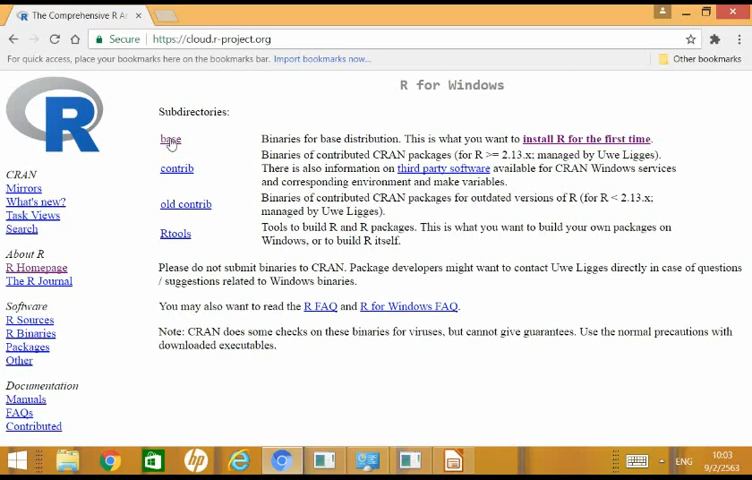 The Comprehensive R Ar
Secure
https://cloud.r-project.org
For quick access, place your bookmarks here on the bookmarks bar. Import bookmarks now...
Other bookmarks
R
R for Windows
Subdirectories:
base
Binaries for base distribution. This is what you want to install R for the first time.
Binaries of contributed CRAN packages (for R >= 2.13.x; managed by Uwe Ligges).
contrib
There is also information on third party software available for CRAN Windows services
and corresponding environment and make variables.
old contrib
Binaries of contributed CRAN packages for outdated versions of R (for R < 2.13.x;
managed by Uwe Ligges).
Rtools
Tools to build R and R packages. This is what you want to build your own packages on
Windows, or to build R itself.
Please do not submit binaries to CRAN. Package developers might want to contact Uwe Ligges directly in case of questions
/ suggestions related to Windows binaries.
You may also want to read the R FAQ and R for Windows FAQ.
Note: CRAN does some checks on these binaries for viruses, but cannot give guarantees. Use the normal precautions with
downloaded executables.
CRAN
Mirrors
What's new?
Task Views
Search
About R
R Homepage
The R Journal
Software
R Sources
R Binaries
Packages
Other
Documentation
Manuals
FAQs
Contributed
hp
ENG
10:03
9/2/2563